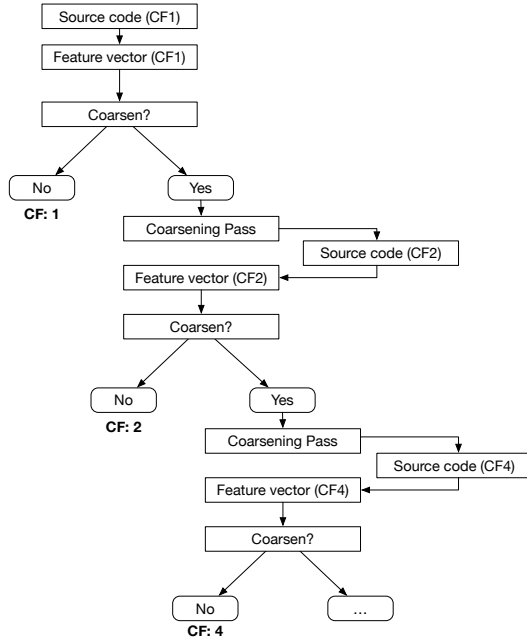 Source code (CF1)
Feature vector (CF1)
Coarsen?
No
Yes
CF: 1
Coarsening Pass
Source code (CF2)
Feature vector (CF2)
Coarsen?
No
Yes
CF: 2
Coarsening Pass
Source code (CF4)
Feature vector (CF4)
Coarsen?
No
...
CF: 4